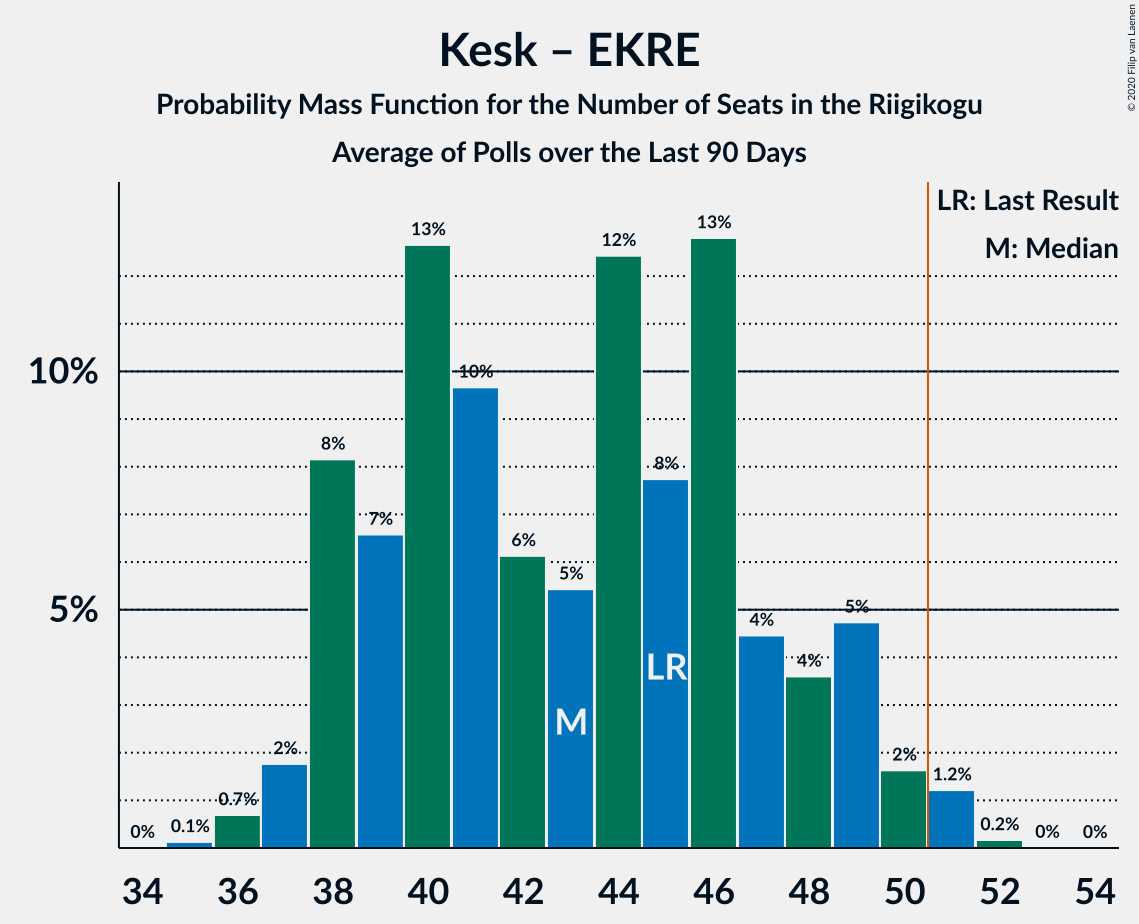 Kesk – EKRE
Probability Mass Function for the Number of Seats in the Riigikogu
Average of Polls over the Last 90 Days
© 2020 Filip van Laenen
LR: Last Result
M: Median
10%
5%
0%
0.1%
0.7%
2%
8%
7%
13%
10%
6%
5%
12%
8%
13%
4%
4%
5%
2%
1.2%
0.2%
0%
0%
M
LR
34 36 38 40 42 44 46 48 50 52 54